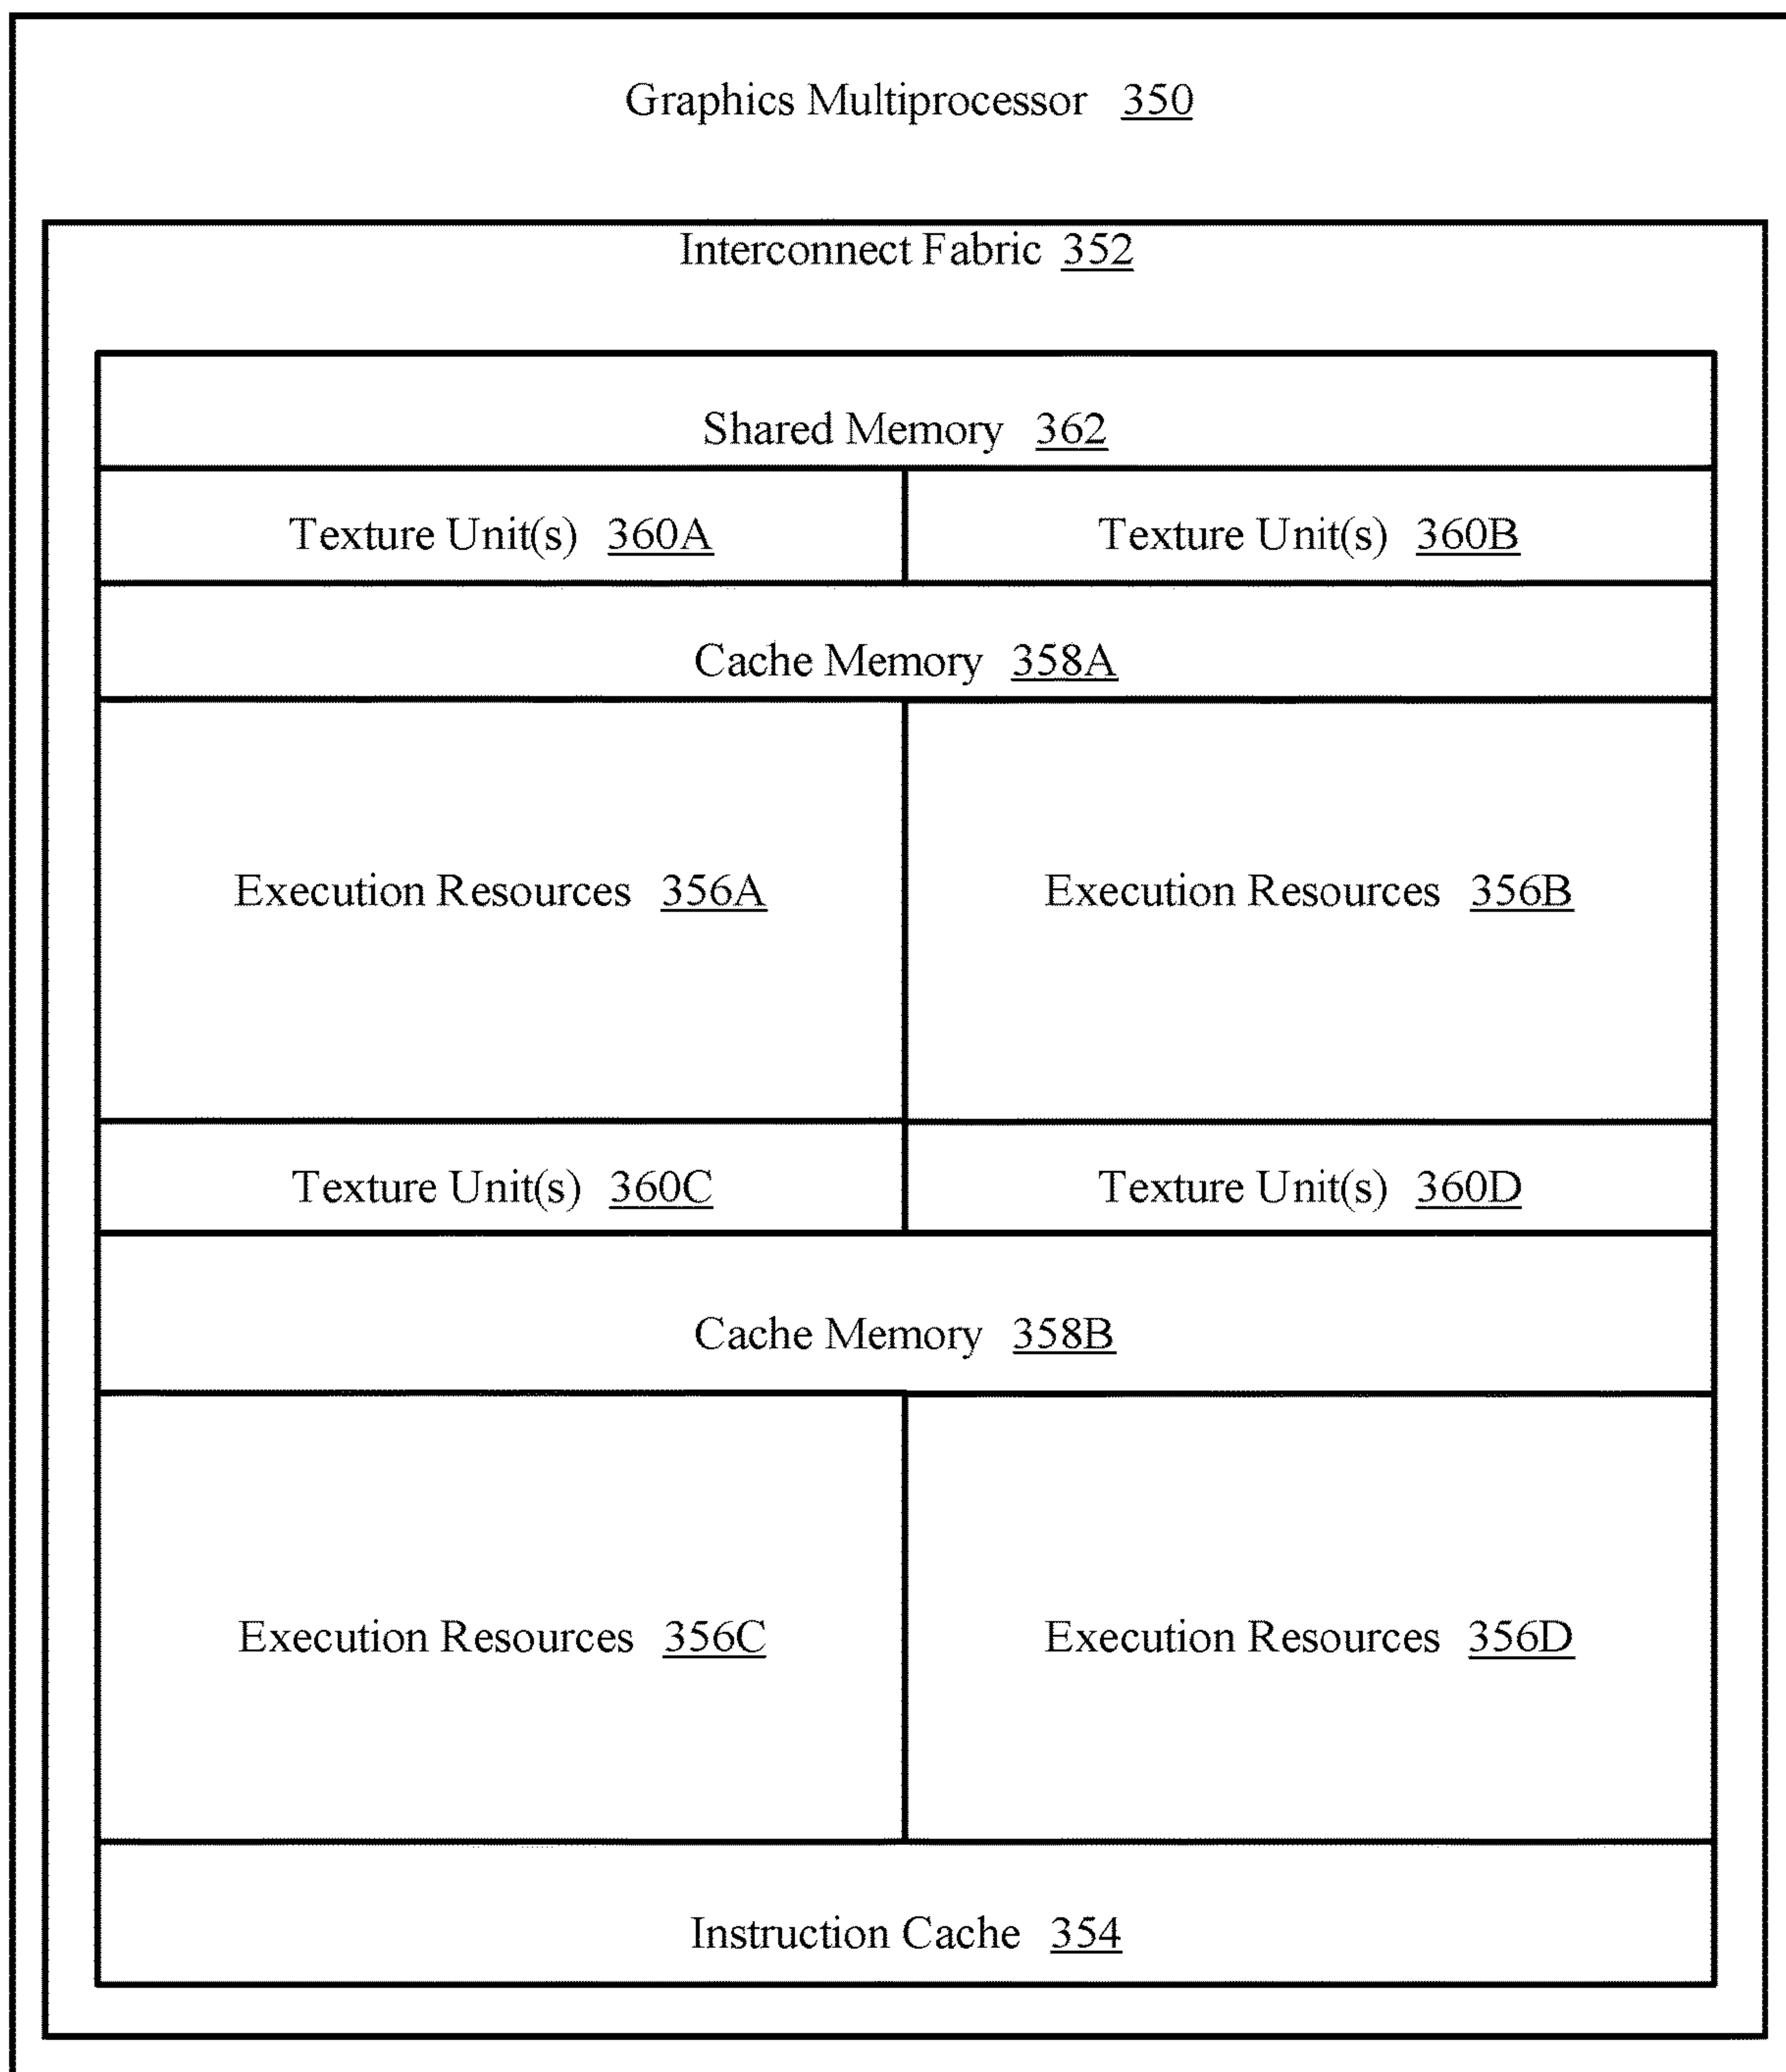 Graphics Multiprocessor 350
Interconnect Fabric 352
Shared Memory 362
Texture Unit(s) 360A
Texture Unit(s) 360B
Cache Memory 358A
Execution Resources 356A
Execution Resources 356B
Texture Unit(s) 360C
Texture Unit(s) 360D
Cache Memory 358B
Execution Resources 356C
Execution Resources 356D
Instruction Cache 354